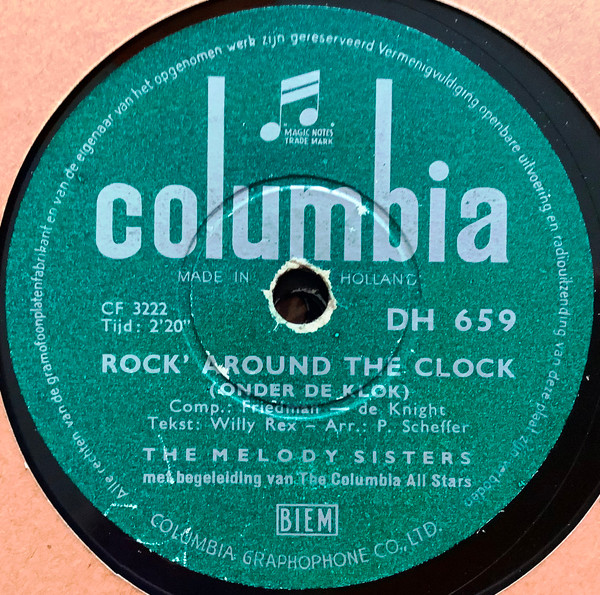 Alle rechten van de gramofoonplatenfabrikant en van de eigenaar van het opgenomen werk zijn gereserveerd Vermenigvuldiging openbare uitvoering en radiouitzending van deze plaat zijn verboden
MAGIC NOTES
TRADE MARK
columbia
MADE IN HOLLAND
CF 3222
Tijd: 2'20"
DH 659
ROCK' AROUND THE CLOCK
(ONDER DE KLOK)
Comp.: Friedman - de Knight
Tekst: Willy Rex – Arr.: P. Scheffer
THE MELODY SISTERS
met begeleiding van The Columbia All Stars
BIEM
COLUMBIA GRAPHOPHONE CO., LTD.